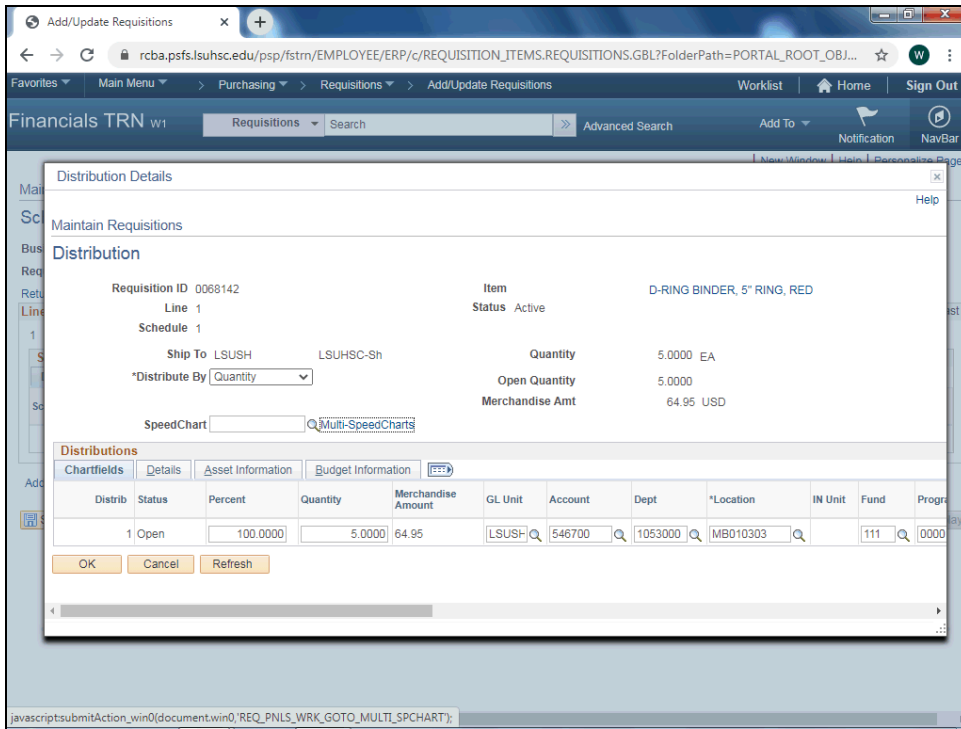 Add/Update Requisitions
rcba.psfs.lsuhsc.edu/psp/fstrn/EMPLOYEE/ERP/c/REQUISITION_ITEMS.REQUISITIONS.GBL?FolderPath=PORTAL_ROOT_OBJ... W
Favorites Main Menu > Purchasing > Requisitions > Add/Update Requisitions Worklist Home Sign Out
Financials TRN W1 Requisitions Search >> Advanced Search Add To Notification NavBar
New Window | Help | Personalize Page
Distribution Details
Help
Maintain Requisitions
Distribution
Requisition ID 0068142 Item D-RING BINDER, 5" RING, RED
Line 1 Status Active
Schedule 1
Ship To LSUSH LSUHSC-Sh Quantity 5.0000 EA
*Distribute By Quantity Open Quantity 5.0000
Merchandise Amt 64.95 USD
SpeedChart Multi-SpeedCharts
Distributions
Chartfields Details Asset Information Budget Information
Distrib Status Percent Quantity Merchandise Amount GL Unit Account Dept *Location IN Unit Fund Progra
1 Open 100.0000 5.0000 64.95 LSUSH 546700 1053000 MB010303 111 0000
OK Cancel Refresh
javascript:submitAction_win0(document.win0,'REQ_PNLS_WRK_GOTO_MULTI_SPCHART');